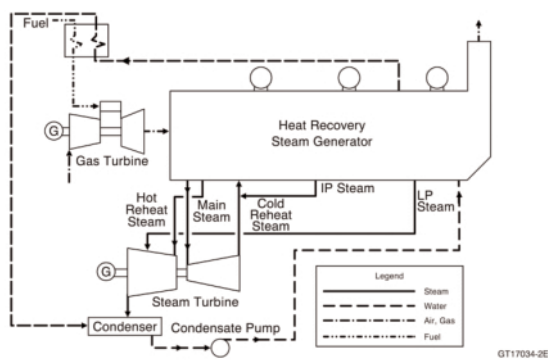 Fuel
G
Gas Turbine
Heat Recovery
Steam Generator
Hot
Reheat
Steam
Main
Steam
Cold
Reheat
Steam
IP Steam
LP
Steam
G
Steam Turbine
Condenser
Condensate Pump
Legend
Steam
Water
Air, Gas
Fuel
GT17034-2E